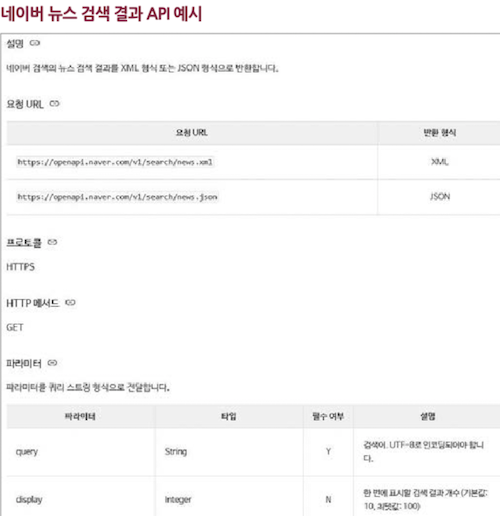 네이버 뉴스 검색 결과 API 예시
설명
네이버 검색의 뉴스 검색 결과를 XML 형식 또는 JSON 형식으로 반환합니다.
요청 URL
요청 URL 반환 형식
https://openapi.naver.com/v1/search/news.xml XML
https://openapi.naver.com/v1/search/news.json JSON
프로토콜
HTTPS
HTTP 메서드
GET
파라미터
파라미터를 쿼리 스트링 형식으로 전달합니다.
파라미터 타입 필수 여부 설명
query String Y 검색어. UTF-8로 인코딩되어야 합니
다.
display Integer N 한 번에 표시할 검색 결과 개수(기본값:
10, 최댓값: 100)